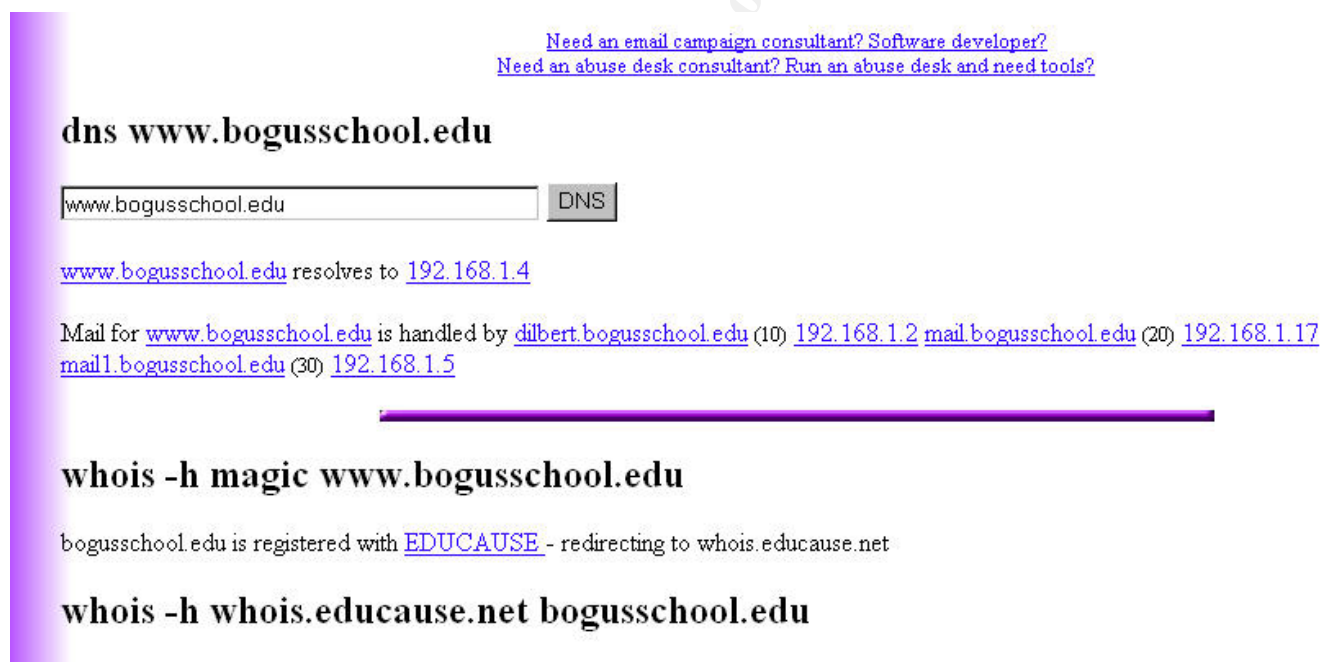 Need an email campaign consultant? Software developer?
Need an abuse desk consultant? Run an abuse desk and need tools?
dns www.bogusschool.edu
www.bogusschool.edu DNS
www.bogusschool.edu resolves to 192.168.1.4
Mail for www.bogusschool.edu is handled by dilbert.bogusschool.edu (10) 192.168.1.2 mail.bogusschool.edu (20) 192.168.1.17
mail1.bogusschool.edu (30) 192.168.1.5
whois -h magic www.bogusschool.edu
bogusschool.edu is registered with EDUCAUSE - redirecting to whois.educause.net
whois -h whois.educause.net bogusschool.edu